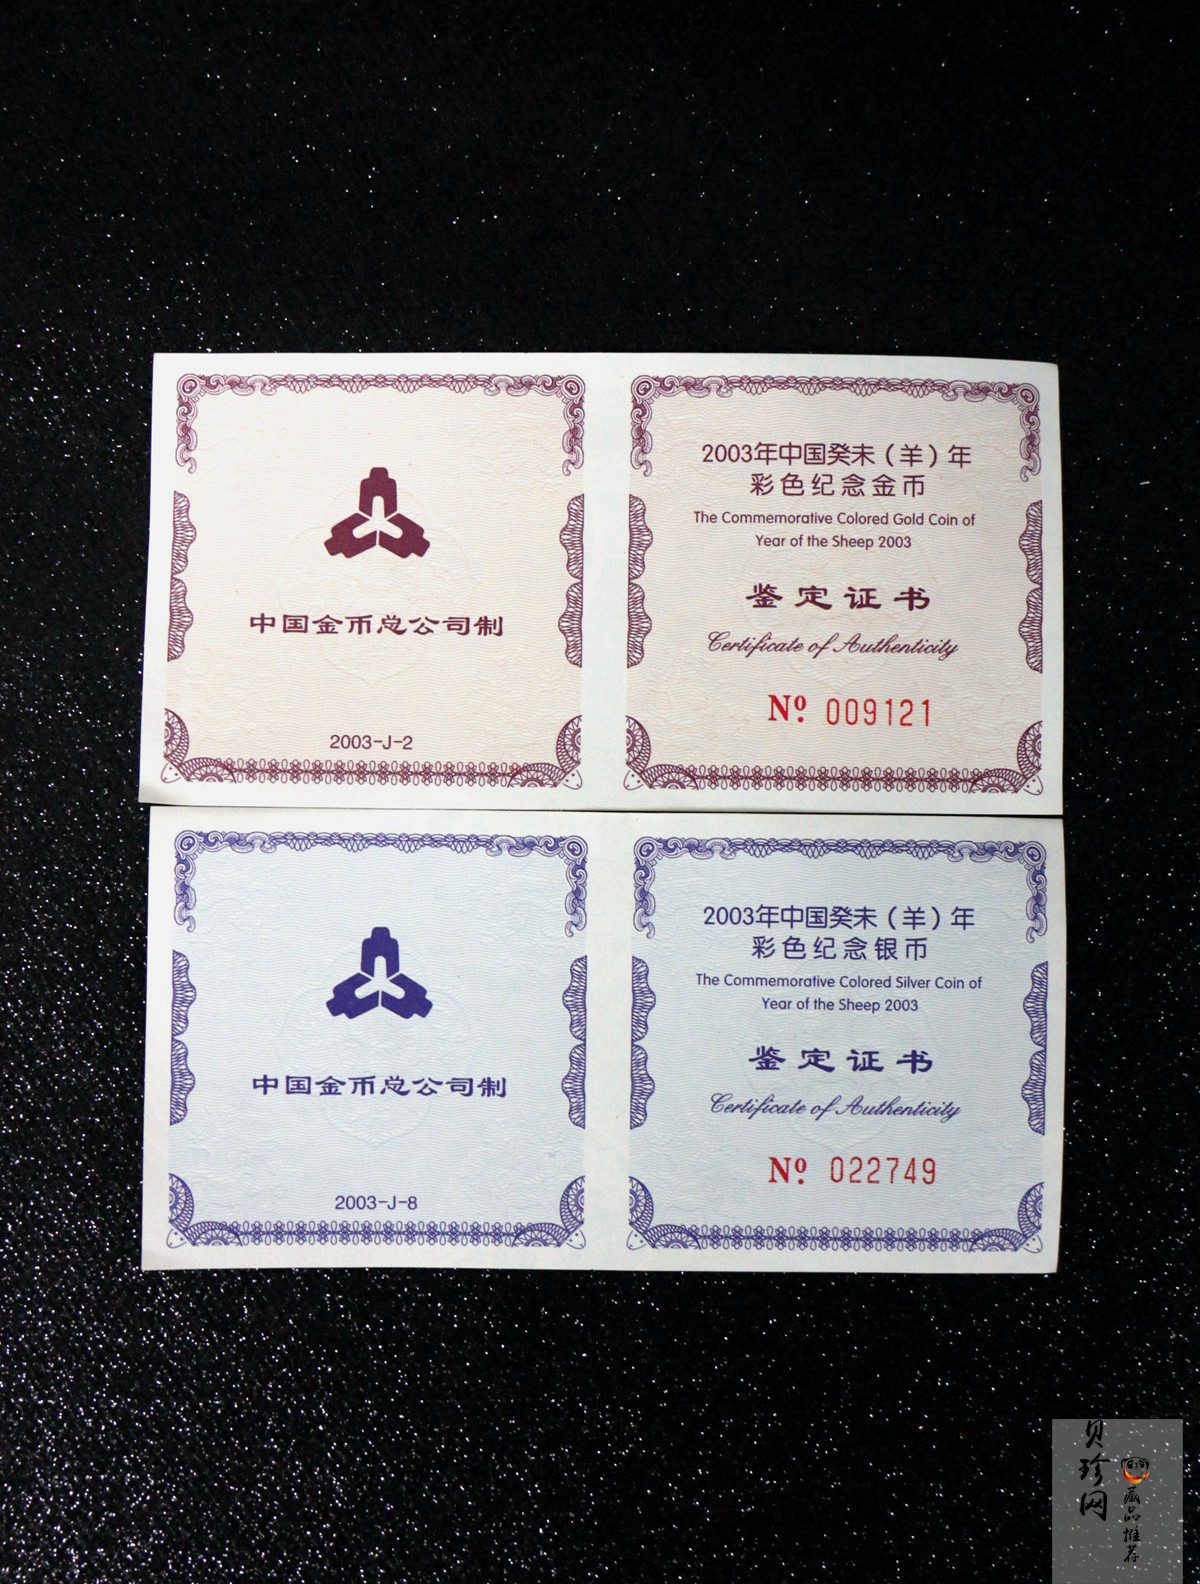 中国金币总公司制
2003-J-2
2003年中国癸未（羊）年
彩色纪念金币
The Commemorative Colored Gold Coin of
Year of the Sheep 2003
鉴定证书
Certificate of Authenticity
Nº 009121
中国金币总公司制
2003-J-8
2003年中国癸未（羊）年
彩色纪念银币
The Commemorative Colored Silver Coin of
Year of the Sheep 2003
鉴定证书
Certificate of Authenticity
Nº 022749
贝珍网
藏品推荐